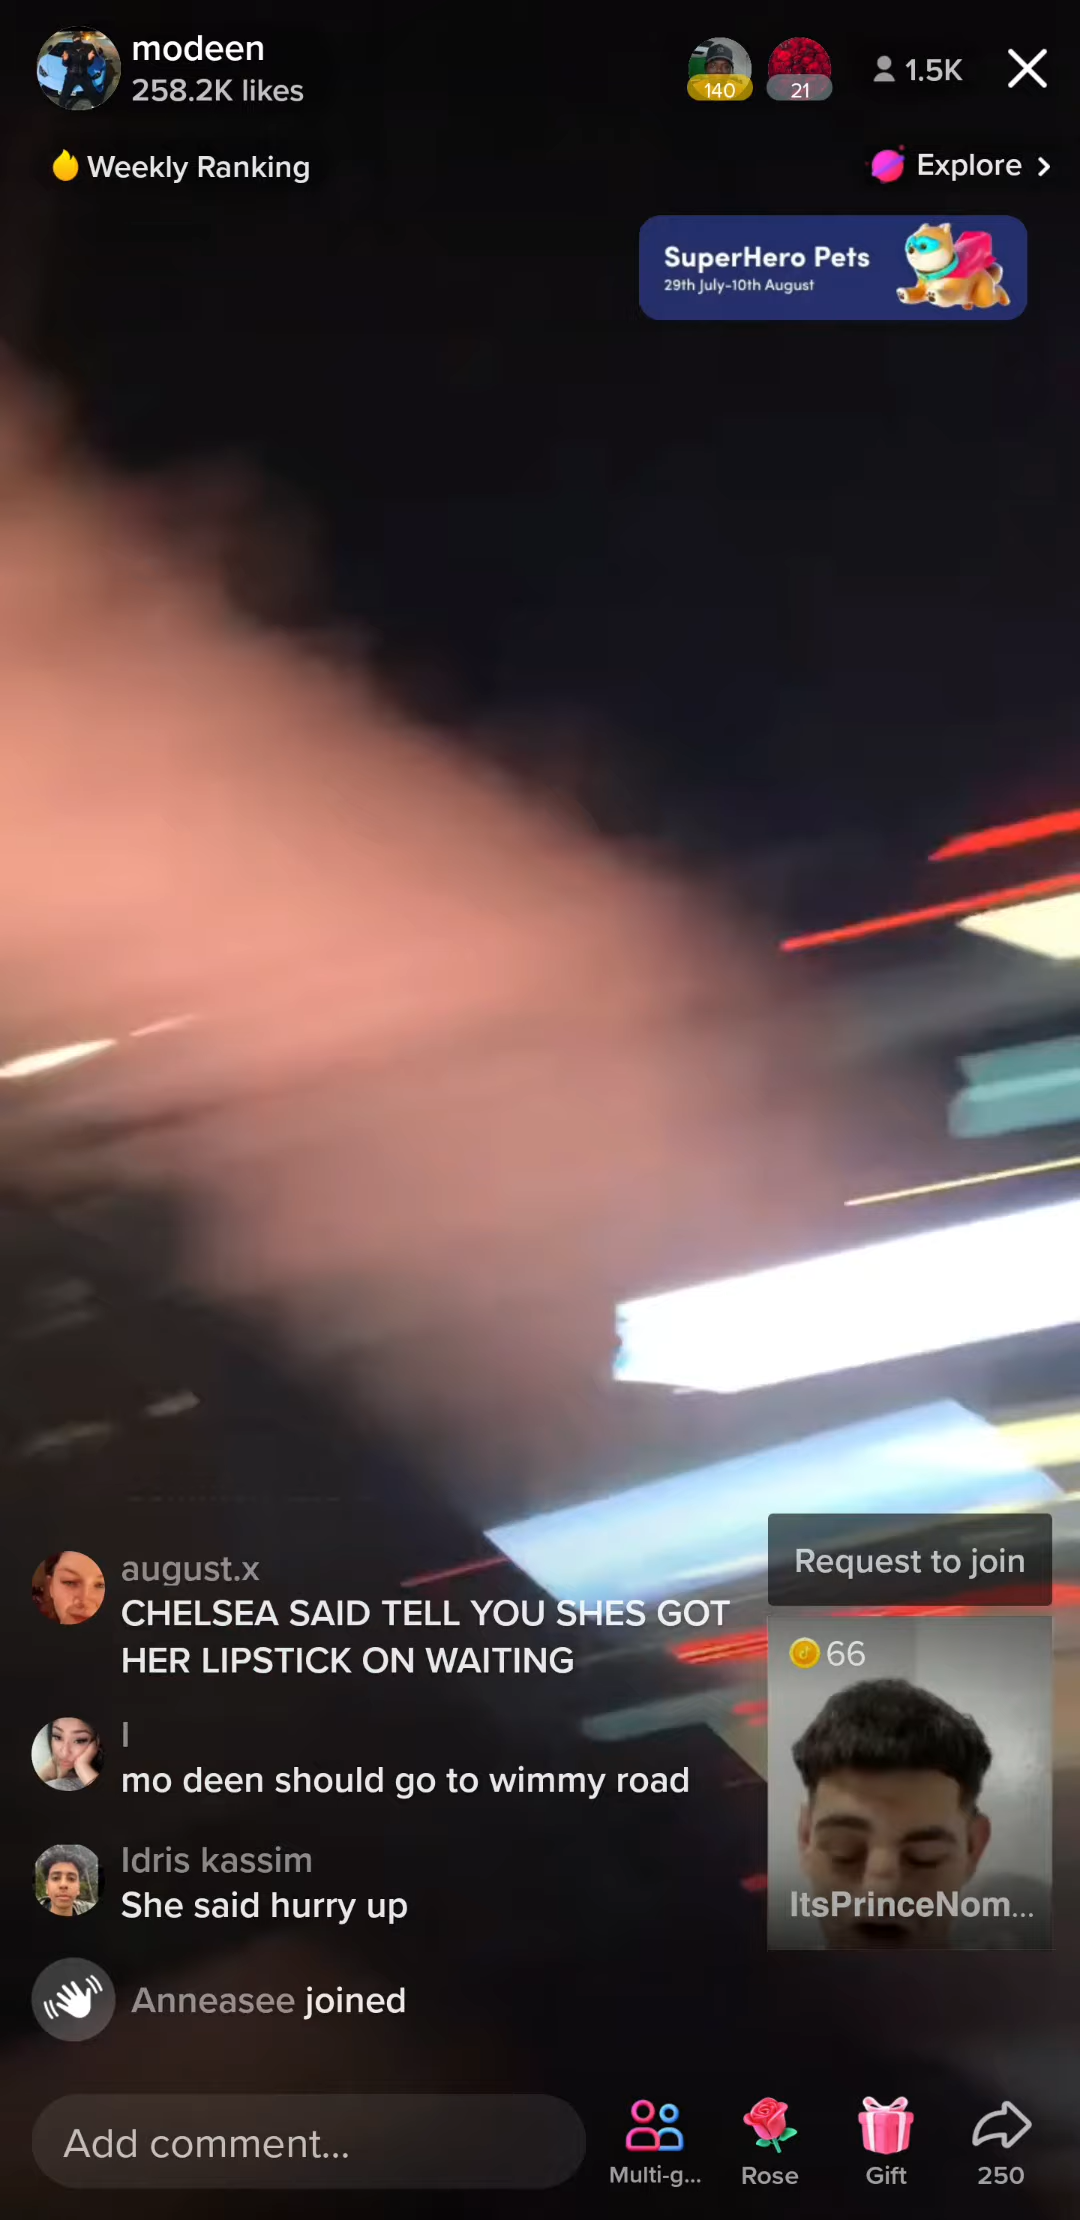 modeen
258.2K likes
140
21
1.5K
Weekly Ranking
Explore
SuperHero Pets
29th July-10th August
august.x
CHELSEA SAID TELL YOU SHES GOT
HER LIPSTICK ON WAITING
l
mo deen should go to wimmy road
Idris kassim
She said hurry up
Anneasee joined
Request to join
66
ItsPrinceNom...
Add comment...
Multi-g...
Rose
Gift
250